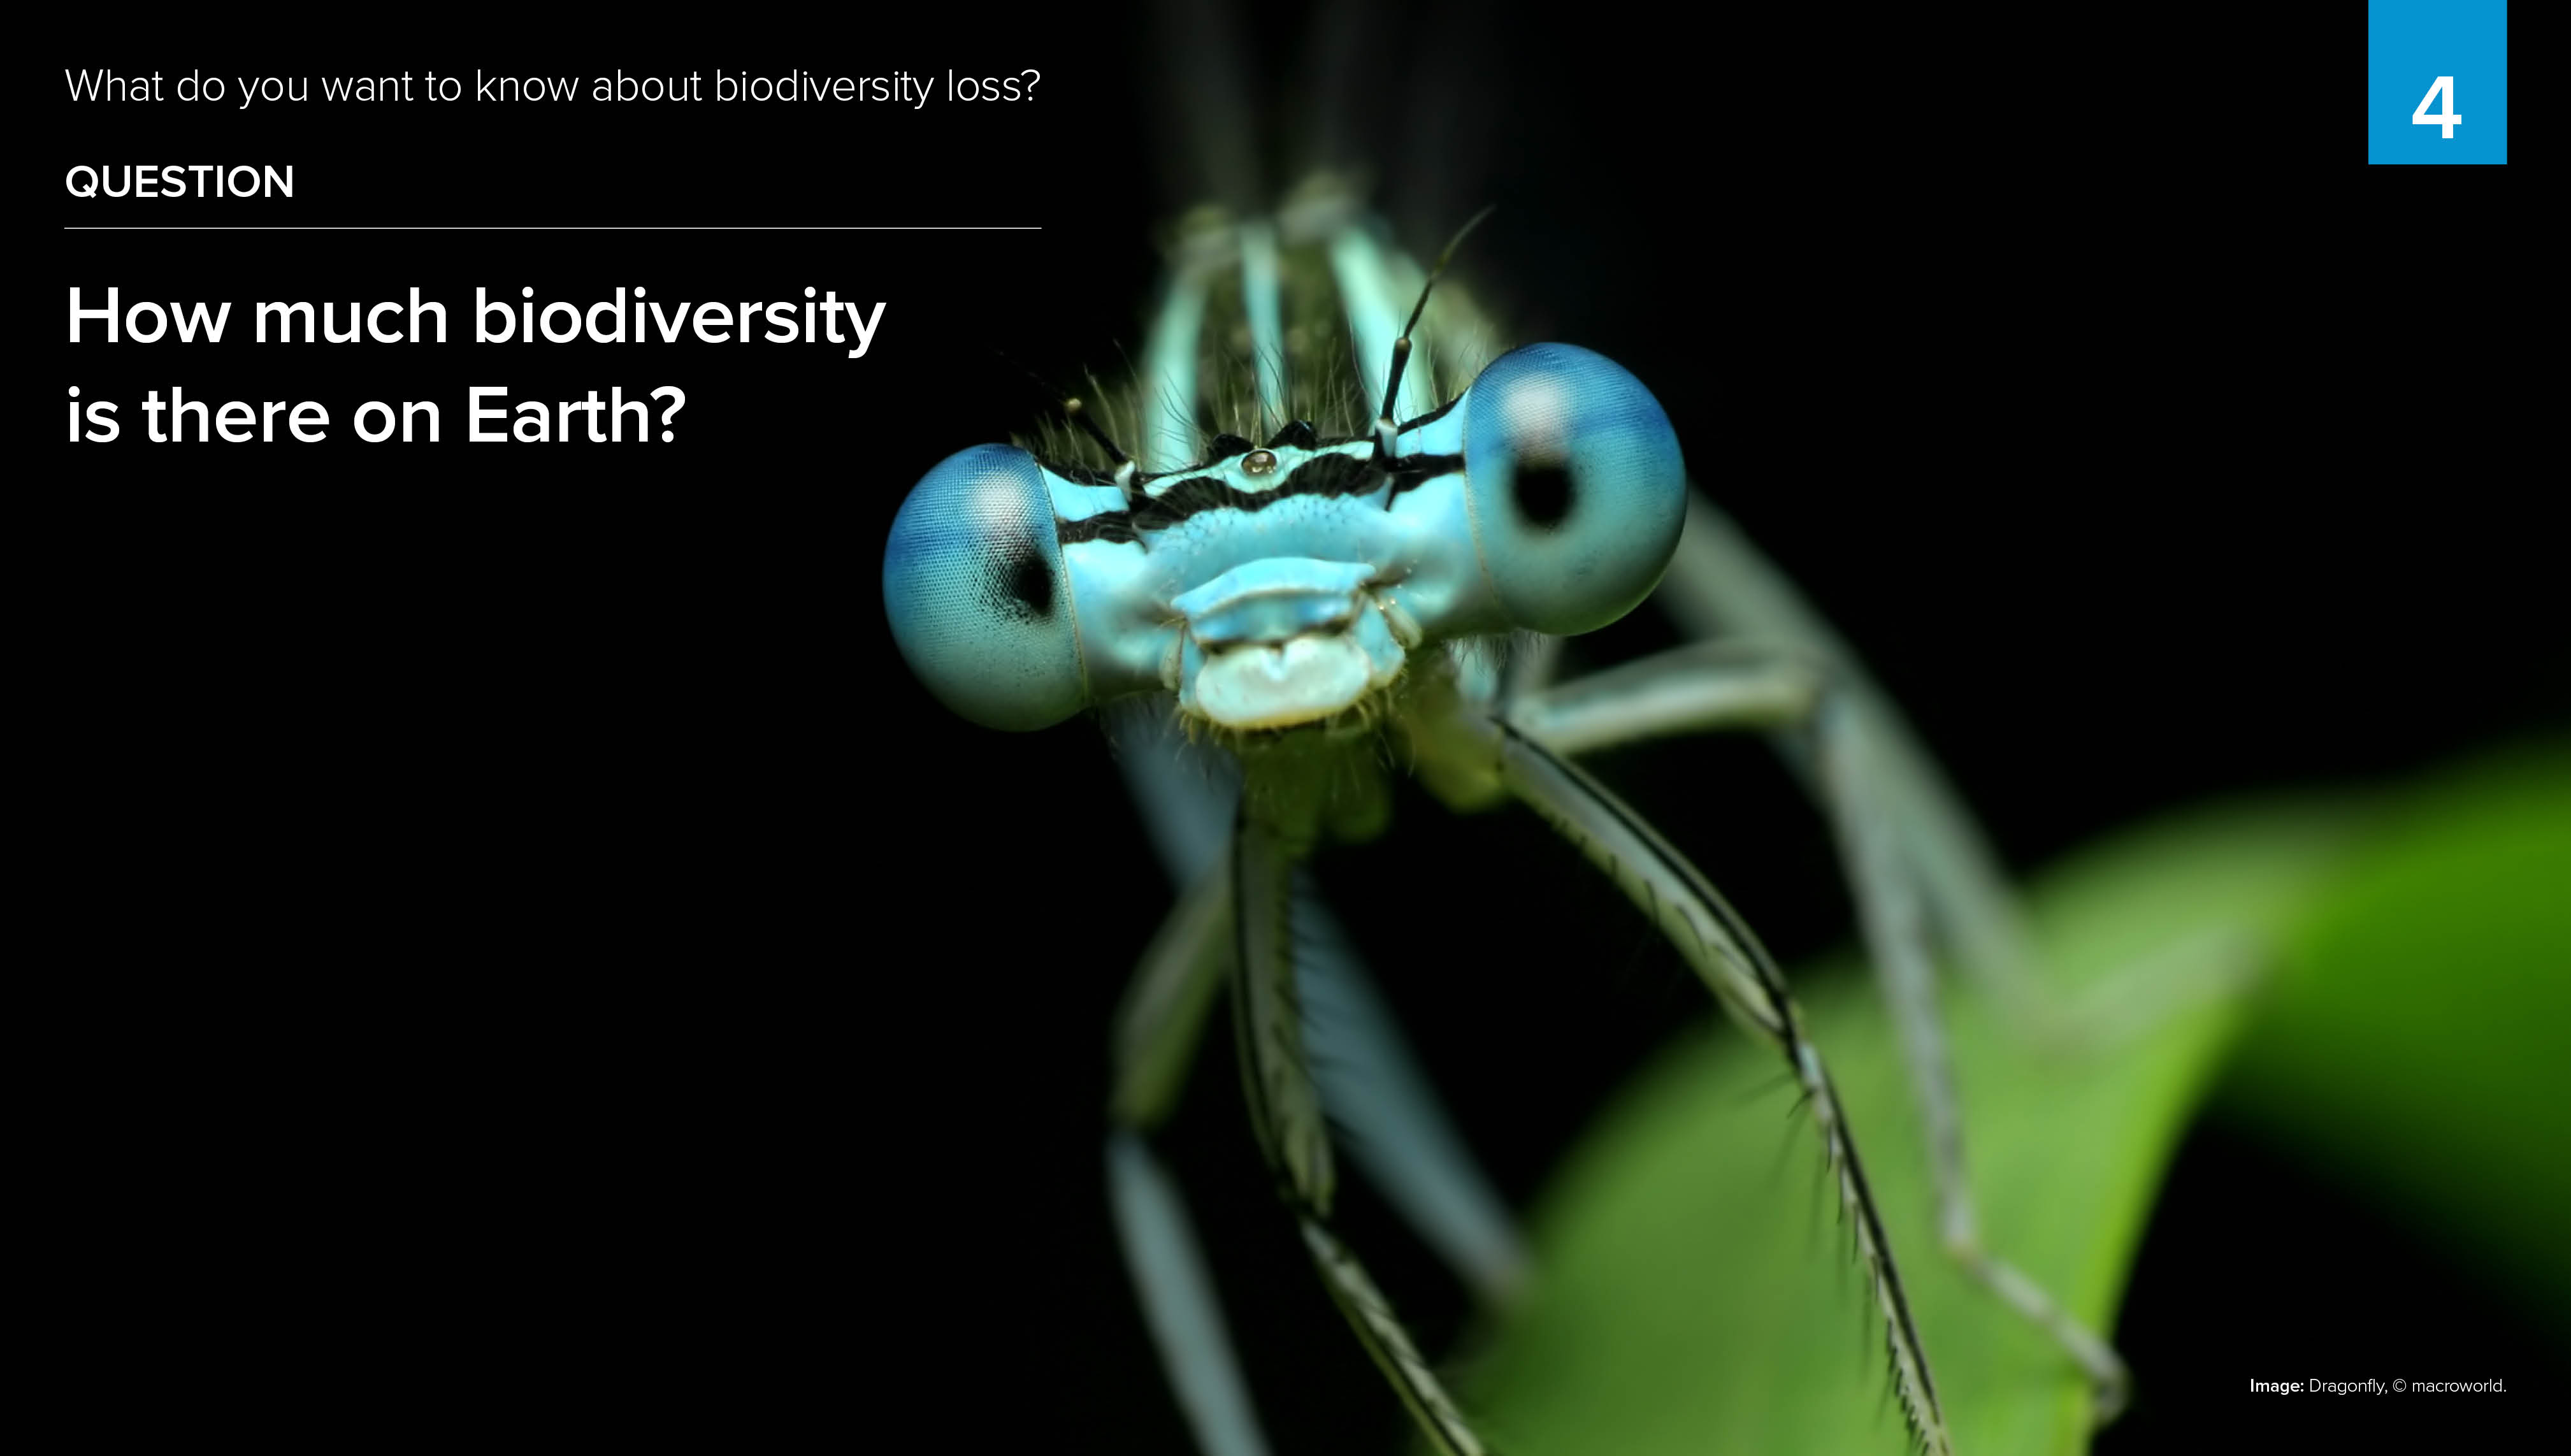 What do you want to know about biodiversity loss?
4
QUESTION
How much biodiversity
is there on Earth?
Image: Dragonfly, © macroworld.